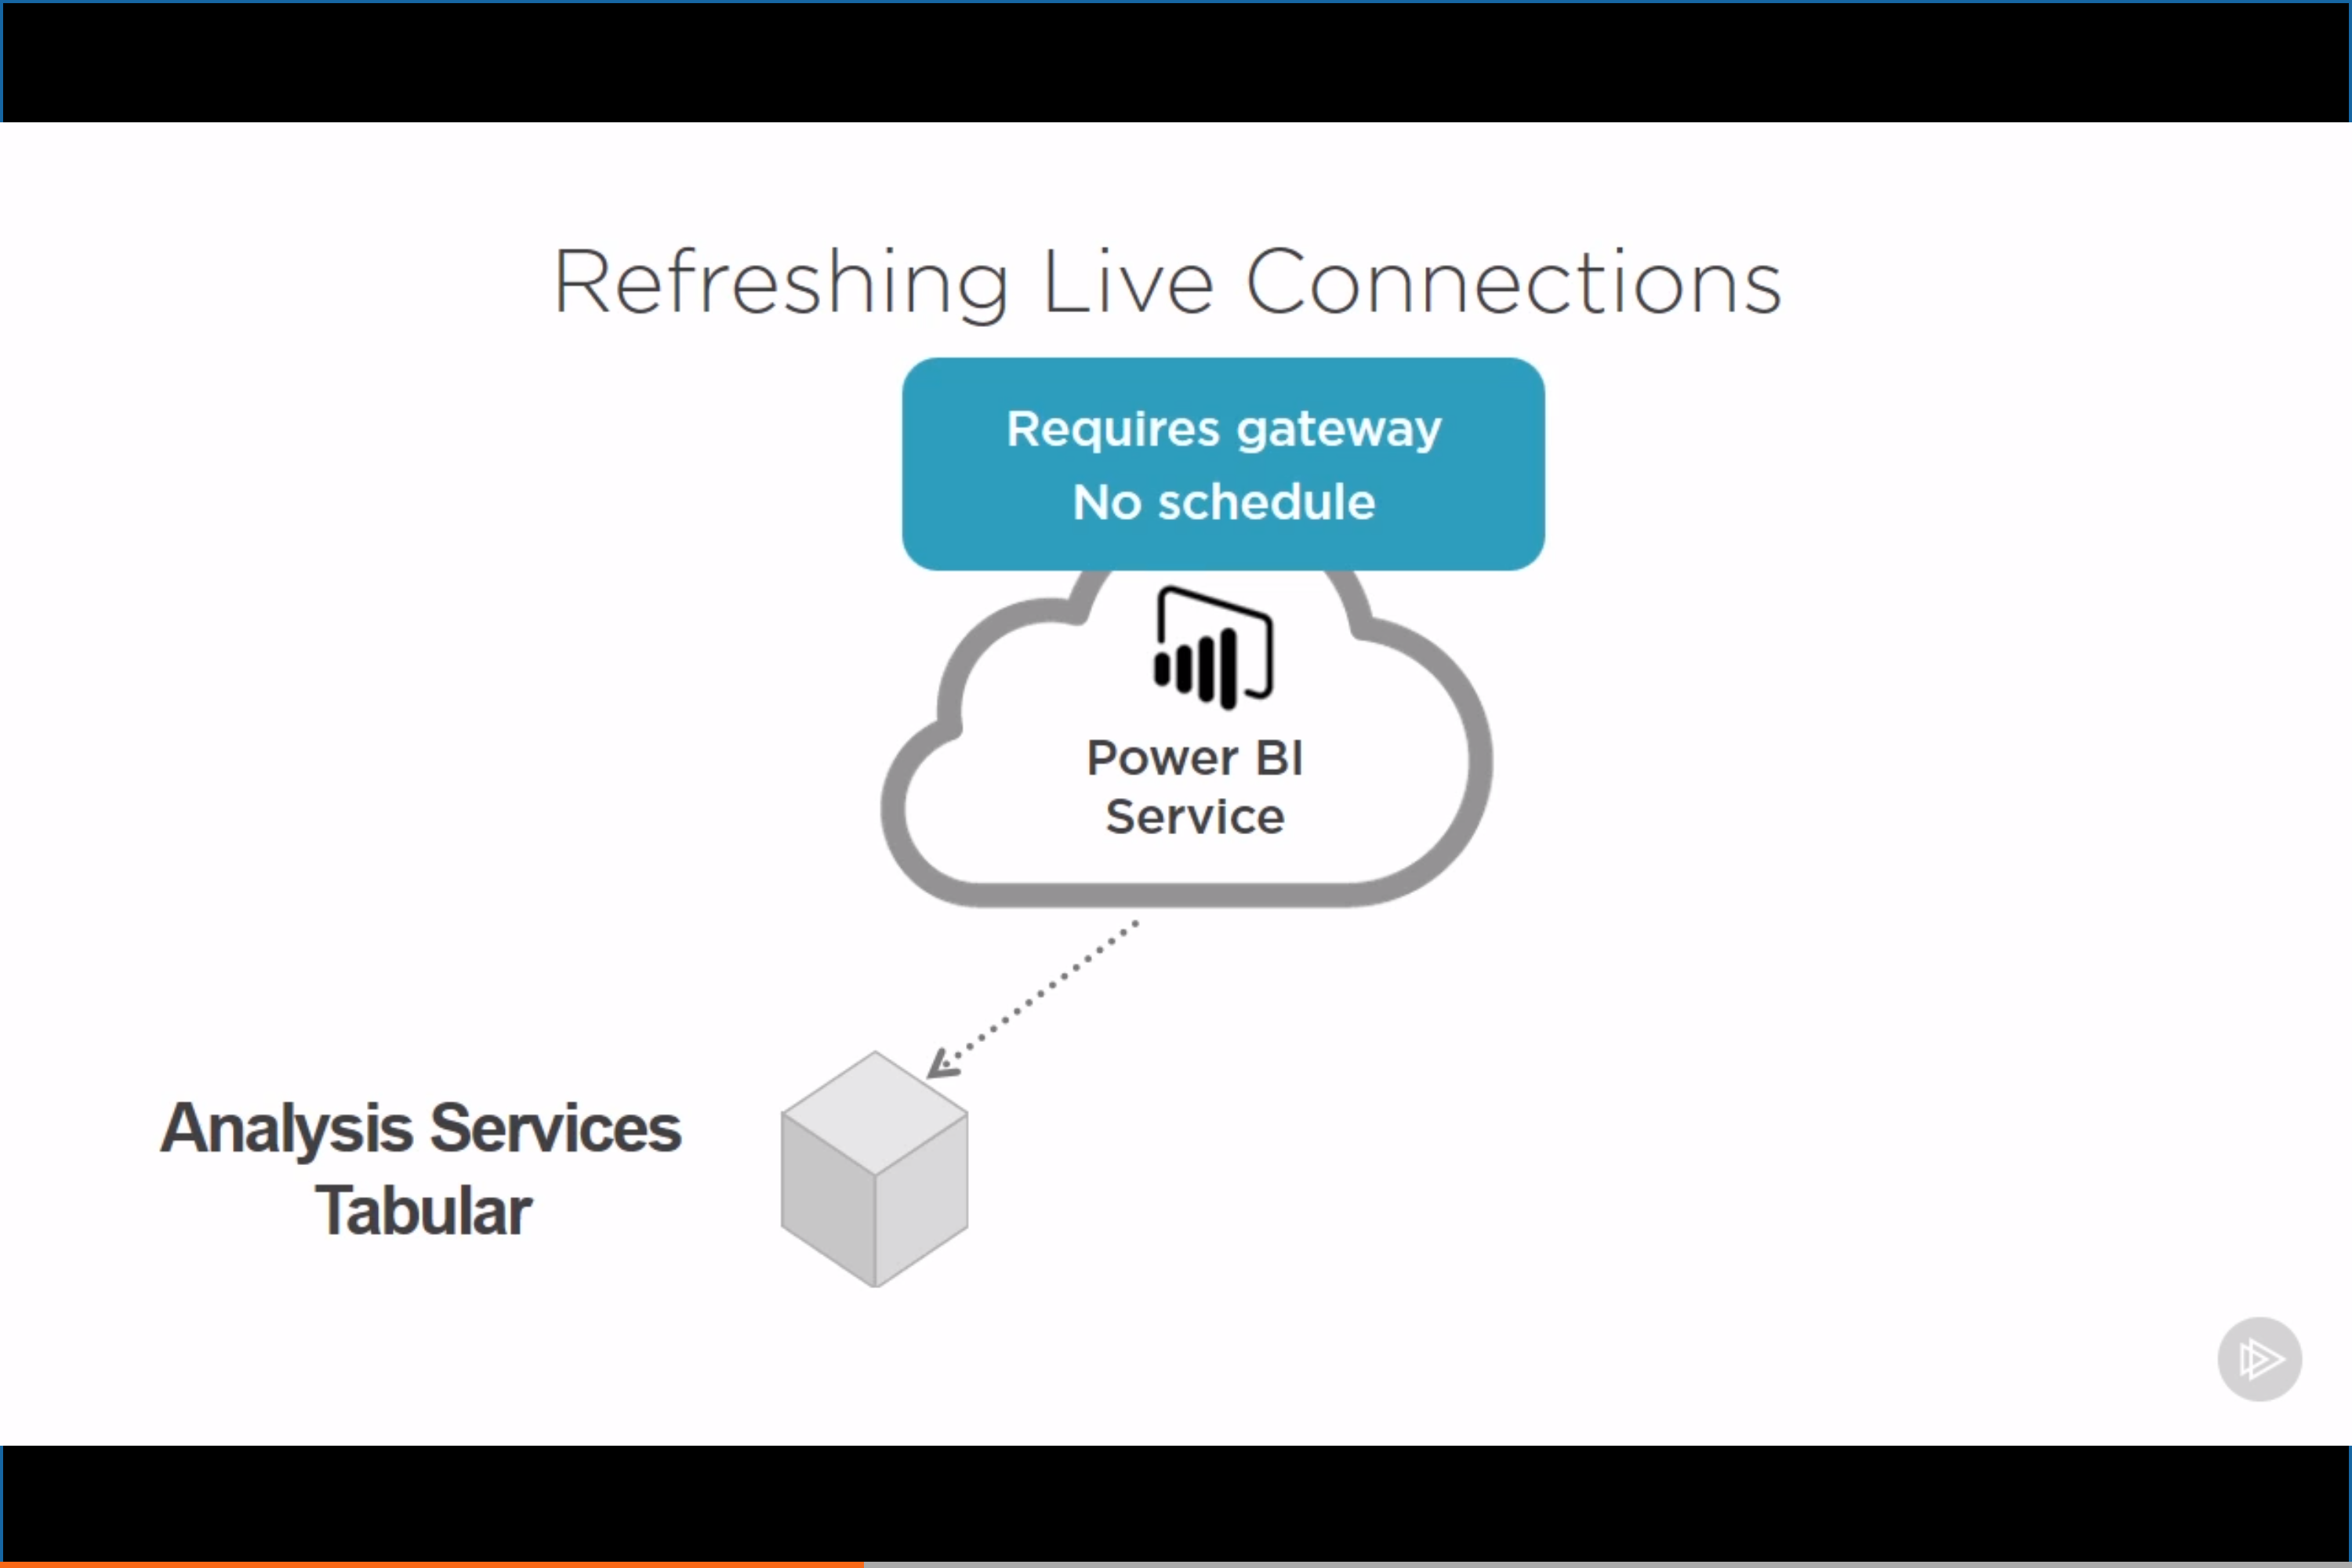 Refreshing Live Connections
Requires gateway
No schedule
Power BI
Service
Analysis Services
Tabular